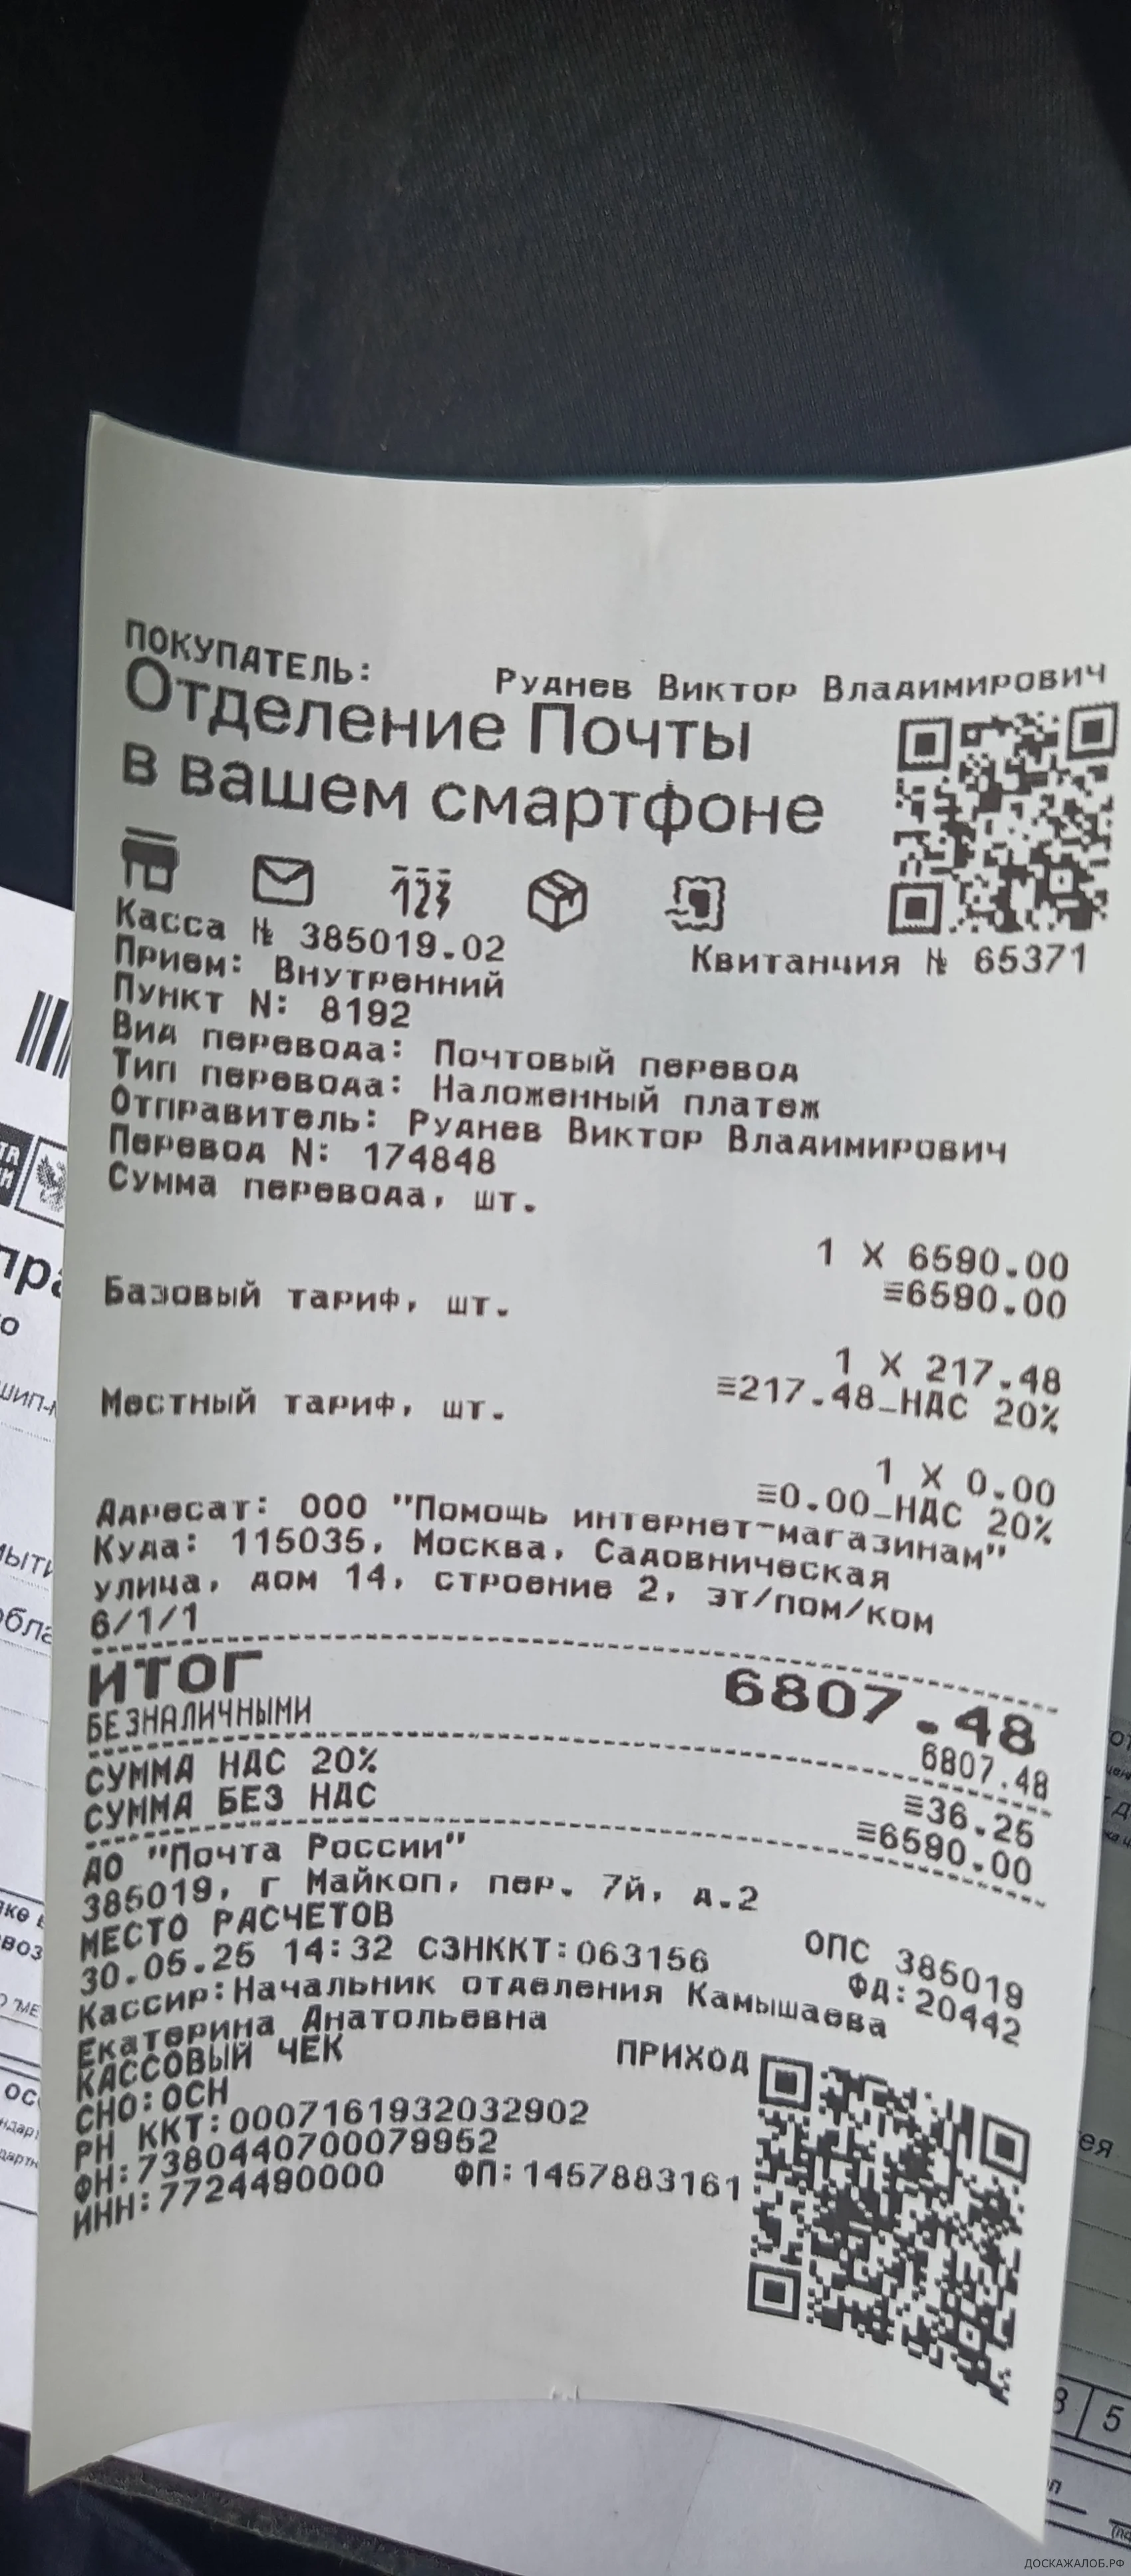 ПОКУПАТЕЛЬ: Руднев Виктор Владимирович
Отделение Почты
в вашем смартфоне
123
Касса № 385019.02
Квитанция № 65371
Прием: Внутренний
Пункт N: 8192
Вид перевода: Почтовый перевод
Тип перевода: Наложенный платеж
Отправитель: Руднев Виктор Владимирович
Перевод N: 174848
Сумма перевода, шт.
1 X 6590.00
≡6590.00
Базовый тариф, шт.
1 X 217.48
≡217.48_НДС 20%
Местный тариф, шт.
1 X 0.00
≡0.00_НДС 20%
Адресат: ООО "Помощь интернет-магазинам"
Куда: 115035, Москва, Садовническая
улица, дом 14, строение 2, эт/пом/ком
6/1/1
ИТОГ 6807.48
БЕЗНАЛИЧНЫМИ 6807.48
СУММА НДС 20% ≡36.25
СУММА БЕЗ НДС ≡6590.00
АО "Почта России"
385019, г Майкоп, пер. 7й, д.2
МЕСТО РАСЧЕТОВ ОПС 385019
30.05.25 14:32 СЗНККТ:063156 ФД:20442
Кассир:Начальник отделения Камышаева
Екатерина Анатольевна
КАССОВЫЙ ЧЕК ПРИХОД
СНО:ОСН
РН ККТ:0007161932032902
ФН:7380440700079952
ИНН:7724490000 ФП:1457883161
5
ДОСКАЖАЛОБ.РФ